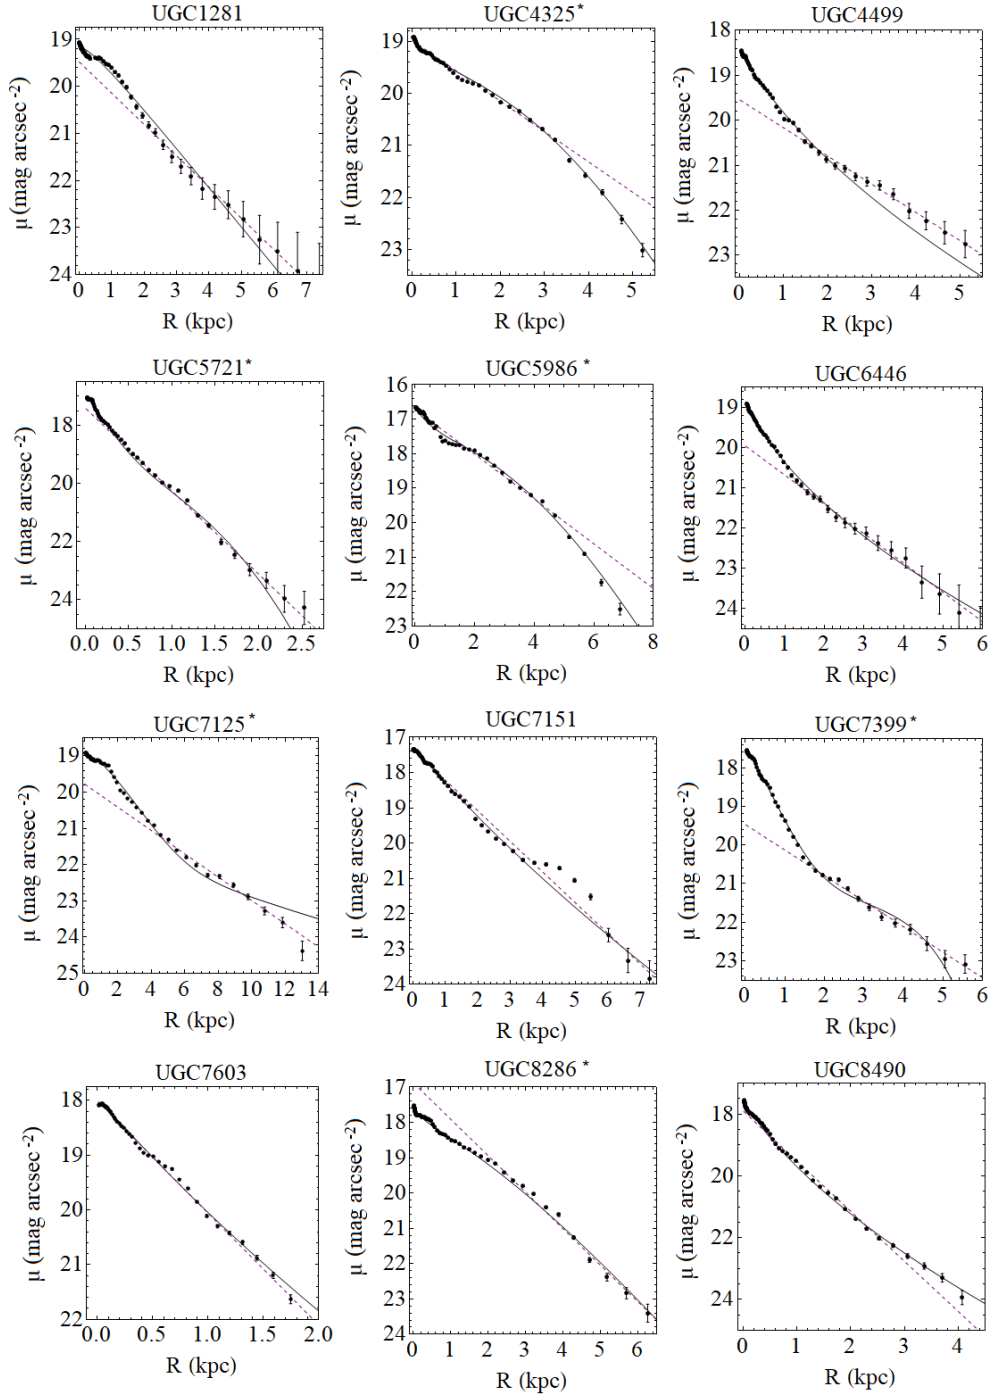 UGC1281
UGC4325*
UGC4499
19
20
21
22
23
24
0 1 2 3 4 5 6 7
μ (mag arcsec-2)
R (kpc)
19
20
21
22
23
0 1 2 3 4 5
μ (mag arcsec-2)
R (kpc)
18
19
20
21
22
23
0 1 2 3 4 5
μ (mag arcsec-2)
R (kpc)
UGC5721*
UGC5986*
UGC6446
18
20
22
24
0.0 0.5 1.0 1.5 2.0 2.5
μ (mag arcsec-2)
R (kpc)
16
17
18
19
20
21
22
23
0 2 4 6 8
μ (mag arcsec-2)
R (kpc)
19
20
21
22
23
24
0 1 2 3 4 5 6
μ (mag arcsec-2)
R (kpc)
UGC7125*
UGC7151
UGC7399*
19
20
21
22
23
24
25
0 2 4 6 8 10 12 14
μ (mag arcsec-2)
R (kpc)
17
18
19
20
21
22
23
24
0 1 2 3 4 5 6 7
μ (mag arcsec-2)
R (kpc)
18
19
20
21
22
23
0 1 2 3 4 5 6
μ (mag arcsec-2)
R (kpc)
UGC7603
UGC8286*
UGC8490
18
19
20
21
22
0.0 0.5 1.0 1.5 2.0
μ (mag arcsec-2)
R (kpc)
17
18
19
20
21
22
23
24
0 1 2 3 4 5 6
μ (mag arcsec-2)
R (kpc)
18
20
22
24
0 1 2 3 4
μ (mag arcsec-2)
R (kpc)